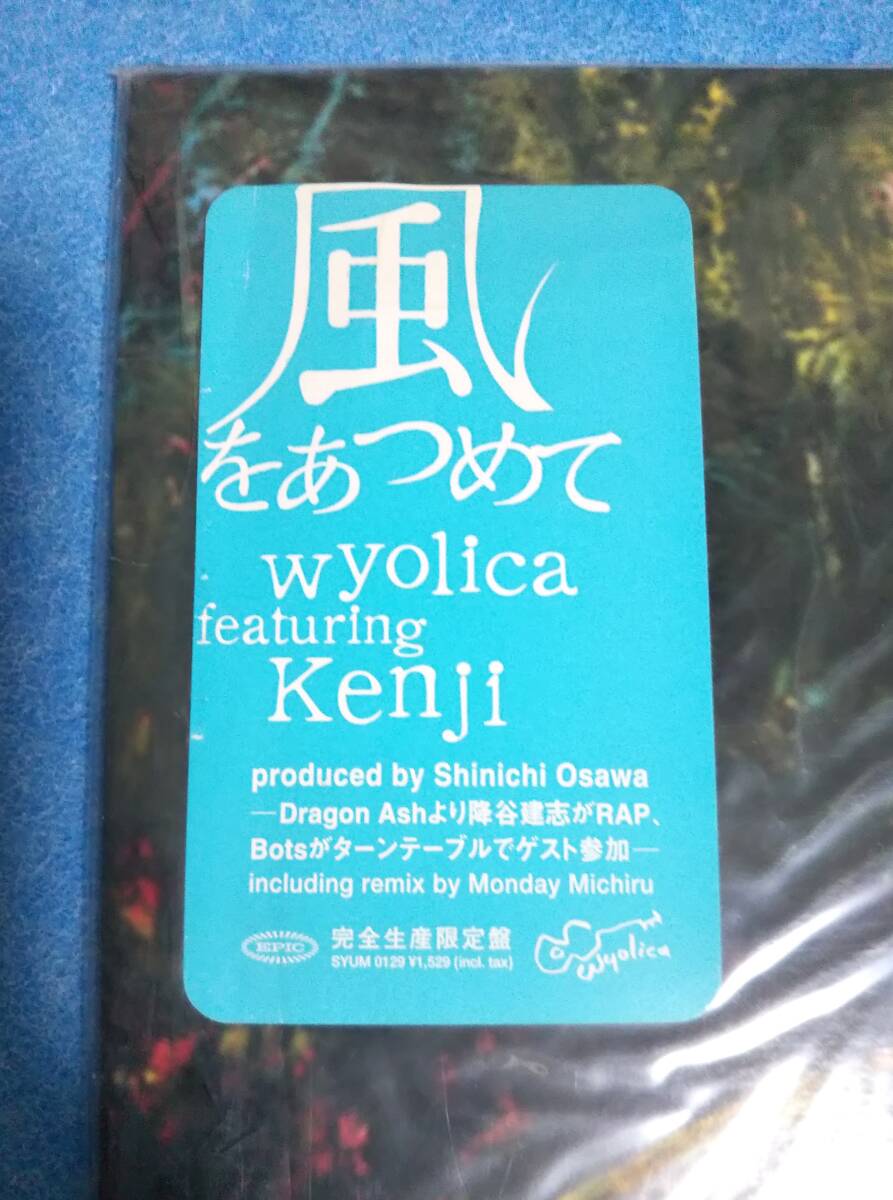 風
をあつめて
wyolica
featuring
Kenji
produced by Shinichi Osawa
—Dragon Ashより降谷建志がRAP、
Botsがターンテーブルでゲスト参加—
including remix by Monday Michiru
EPIC 完全生産限定盤
SYUM 0129 ¥1,529 (incl. tax)
wyolica